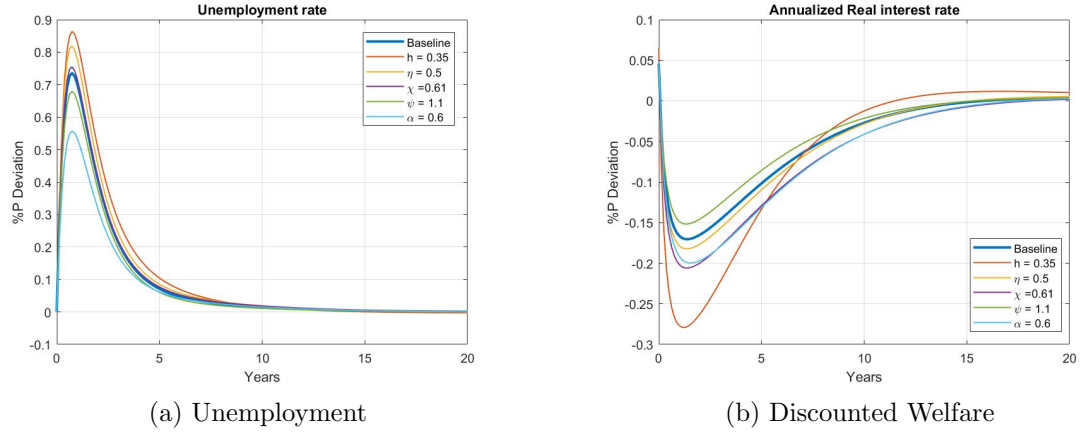 Unemployment rate
0.9
0.8
0.7
0.6
0.5
0.4
0.3
0.2
0.1
0
-0.1
%P Deviation
0 5 10 15 20
Years
Baseline
h = 0.35
η = 0.5
χ = 0.61
ψ = 1.1
α = 0.6
(a) Unemployment
Annualized Real interest rate
0.05
0
-0.05
-0.1
-0.15
-0.2
-0.25
-0.3
%P Deviation
0 5 10 15 20
Years
Baseline
h = 0.35
η = 0.5
χ =0.61
ψ = 1.1
α = 0.6
(b) Discounted Welfare